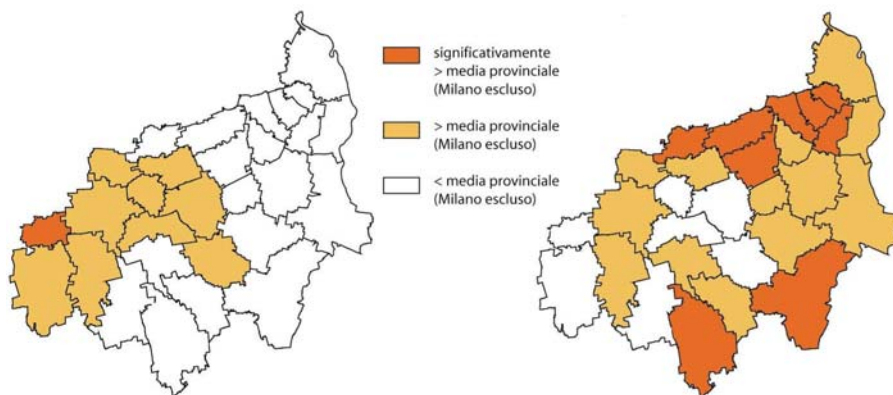 significativamente
> media provinciale
(Milano escluso)
> media provinciale
(Milano escluso)
< media provinciale
(Milano escluso)